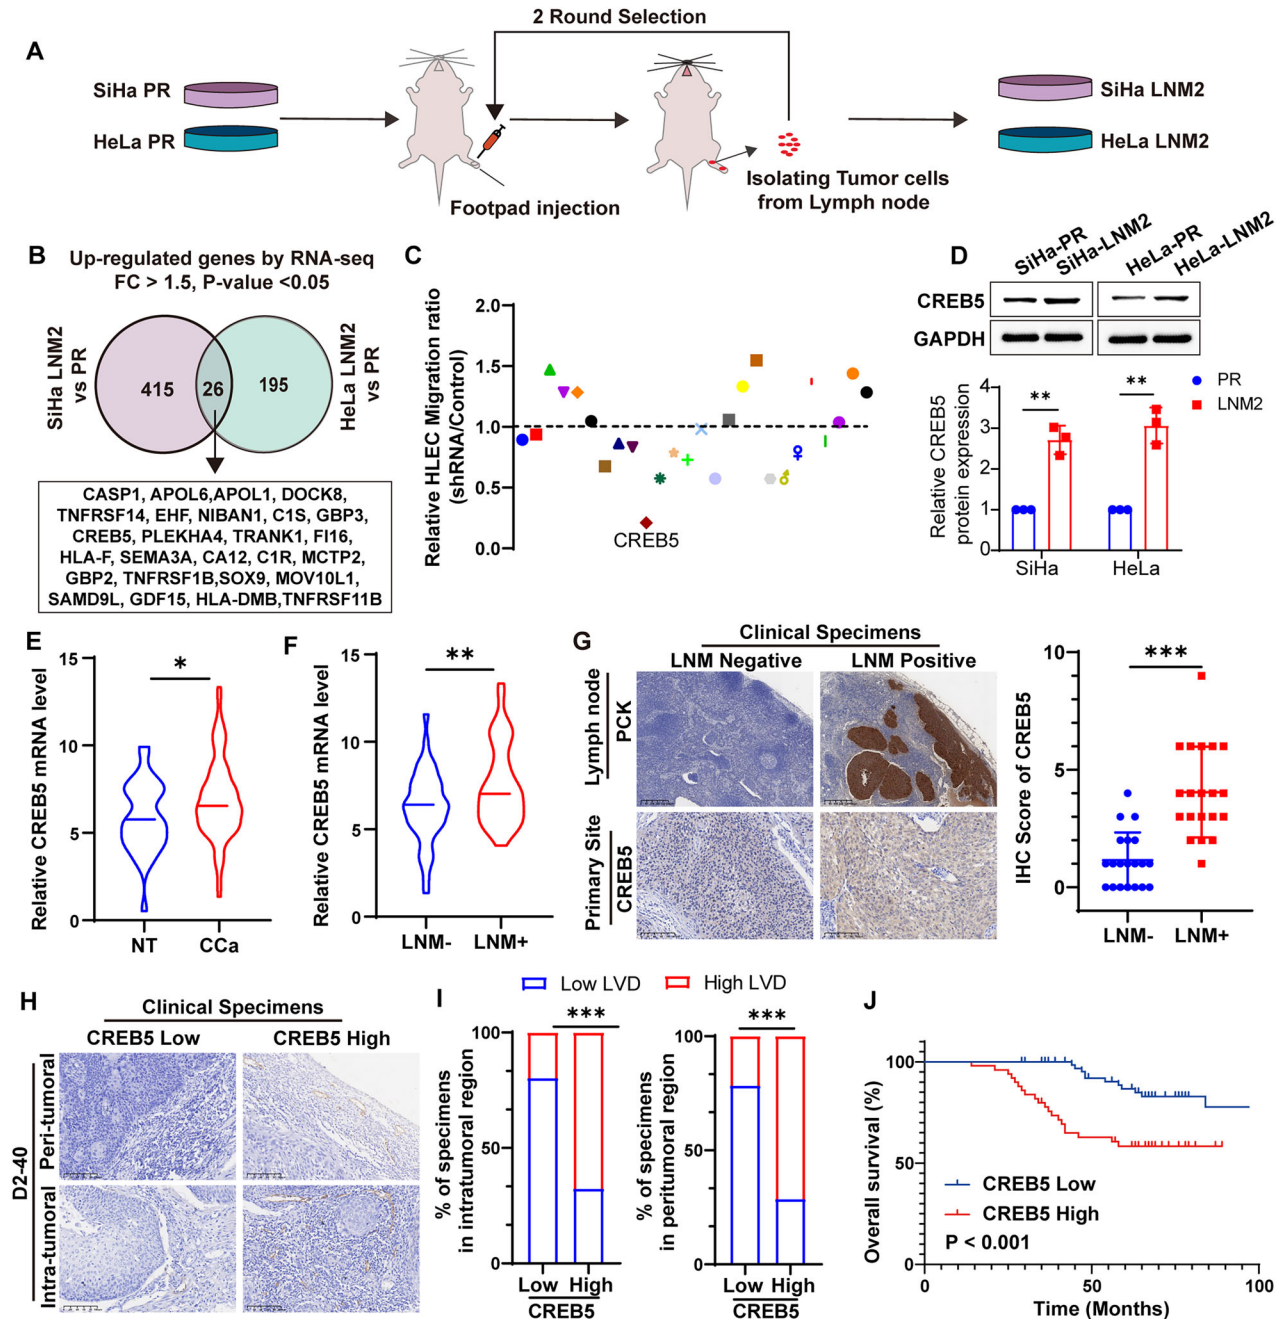 2 Round Selection
A
SiHa PR
HeLa PR
SiHa LNM2
HeLa LNM2
Footpad injection
Isolating Tumor cells
from Lymph node
B
Up-regulated genes by RNA-seq
FC > 1.5, P-value <0.05
SiHa LNM2
vs PR
415
26
195
HeLa LNM2
vs PR
CASP1, APOL6,APOL1, DOCK8,
TNFRSF14, EHF, NIBAN1, C1S, GBP3,
CREB5, PLEKHA4, TRANK1, FI16,
HLA-F, SEMA3A, CA12, C1R, MCTP2,
GBP2, TNFRSF1B,SOX9, MOV10L1,
SAMD9L, GDF15, HLA-DMB,TNFRSF11B
C
Relative HLEC Migration ratio
(shRNA/Control)
2.0
1.5
1.0
0.5
0.0
CREB5
D
SiHa-PR
SiHa-LNM2
HeLa-PR
HeLa-LNM2
CREB5
GAPDH
Relative CREB5
protein expression
4
3
2
1
0
**
**
PR
LNM2
SiHa
HeLa
E
Relative CREB5 mRNA level
15
10
5
0
*
NT
CCa
F
Relative CREB5 mRNA level
15
10
5
0
**
LNM-
LNM+
G
Clinical Specimens
LNM Negative
LNM Positive
Lymph node
PCK
Primary Site
CREB5
IHC Score of CREB5
10
5
0
***
LNM-
LNM+
H
Clinical Specimens
CREB5 Low
CREB5 High
D2-40
Peri-tumoral
Intra-tumoral
I
Low LVD
High LVD
% of specimens
in intratumoral region
100
50
0
***
Low
High
CREB5
% of specimens
in peritumoral region
100
50
0
***
Low
High
CREB5
J
Overall survival (%)
100
50
0
CREB5 Low
CREB5 High
P < 0.001
0
50
100
Time (Months)